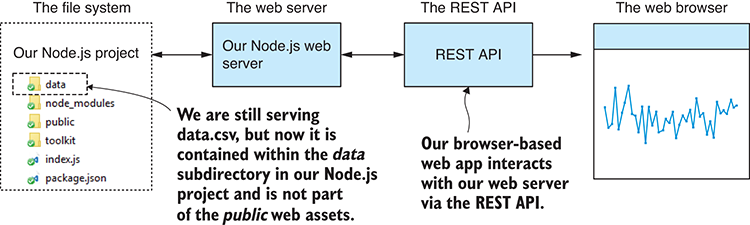 The file system
The web server
The REST API
The web browser
Our Node.js project
data
node_modules
public
toolkit
index.js
package.json
Our Node.js web
server
REST API
We are still serving
data.csv, but now it is
contained within the data
subdirectory in our Node.js
project and is not part
of the public web assets.
Our browser-based
web app interacts
with our web server
via the REST API.